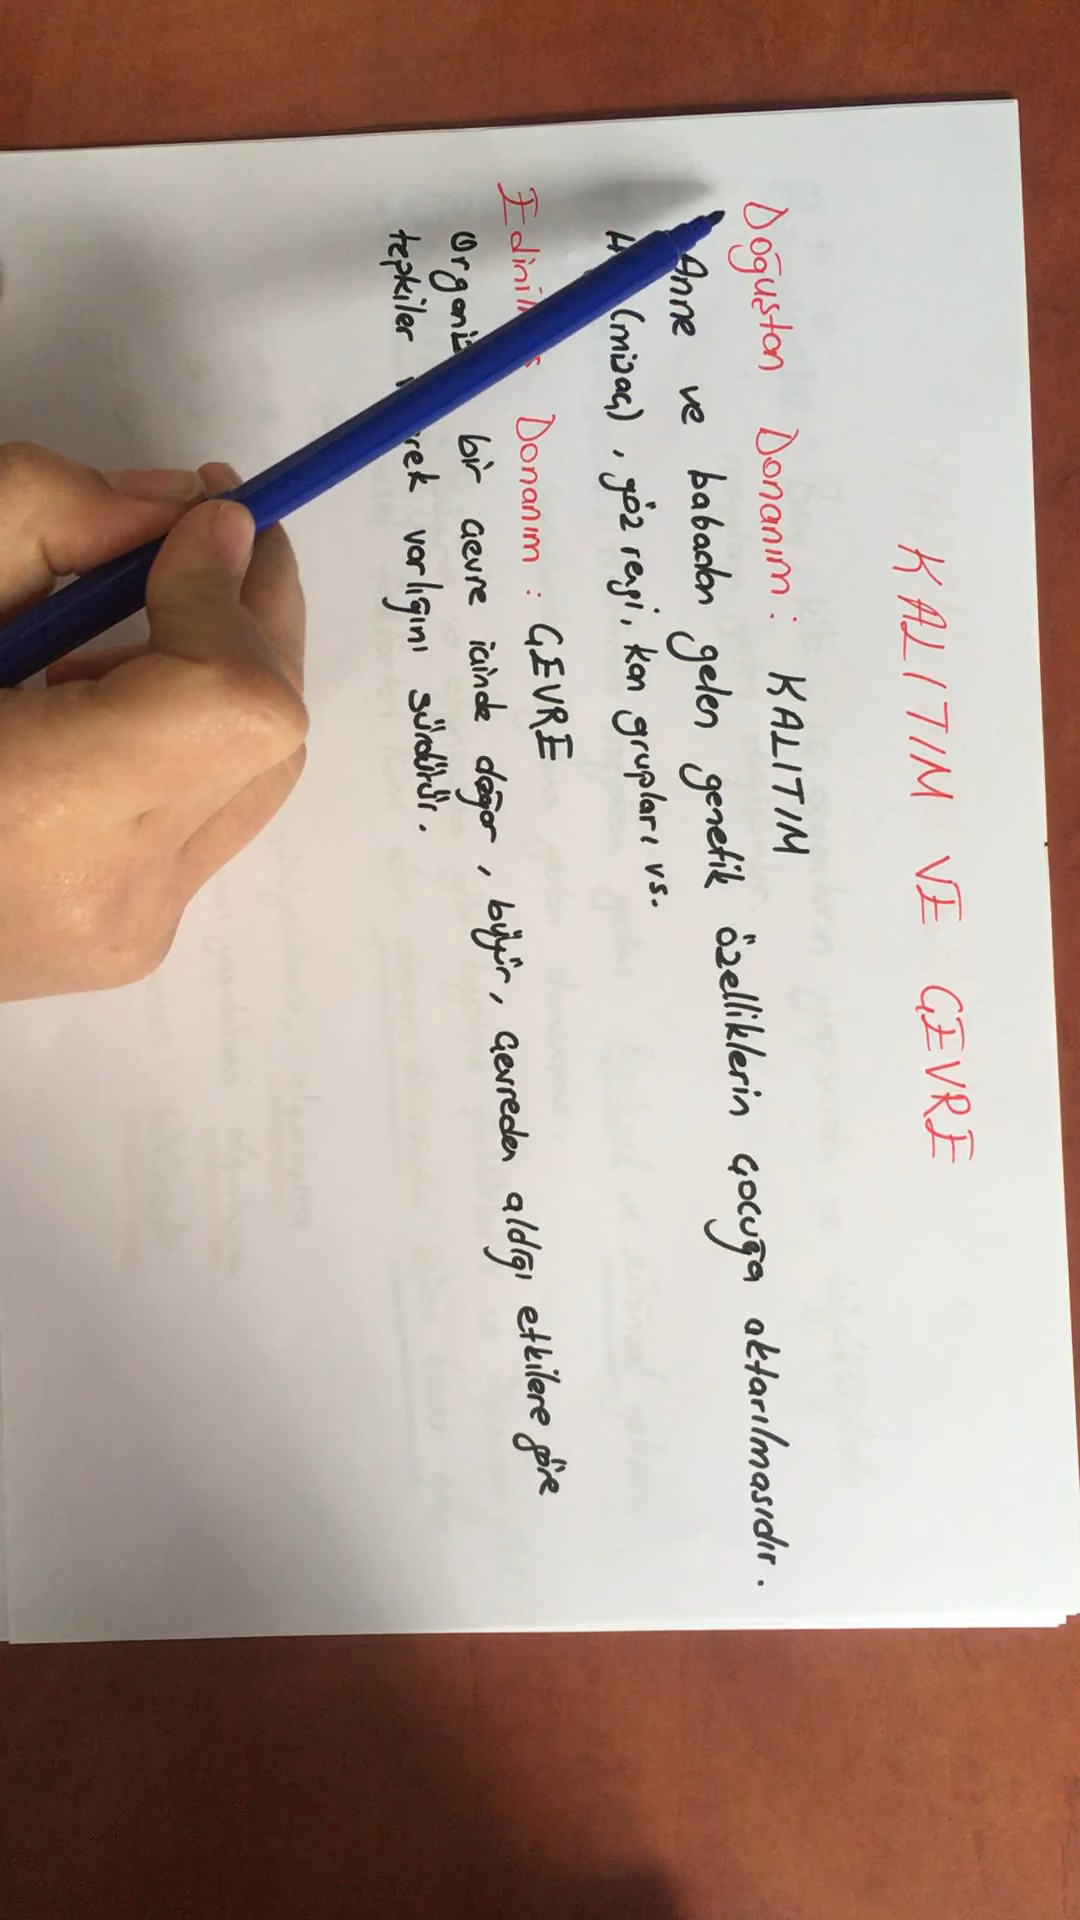 KALITIM VE ÇEVRE
Doğuştan Donanım: KALITIM
Anne ve babadan gelen genetik özelliklerin çocuğa aktarılmasıdır.
(mizaç), göz rengi, kan grupları vs.
Donanım: ÇEVRE
bir çevre içinde doğar, büyür, çevreden aldığı etkilere göre
tepkiler varlığını sürdürür.